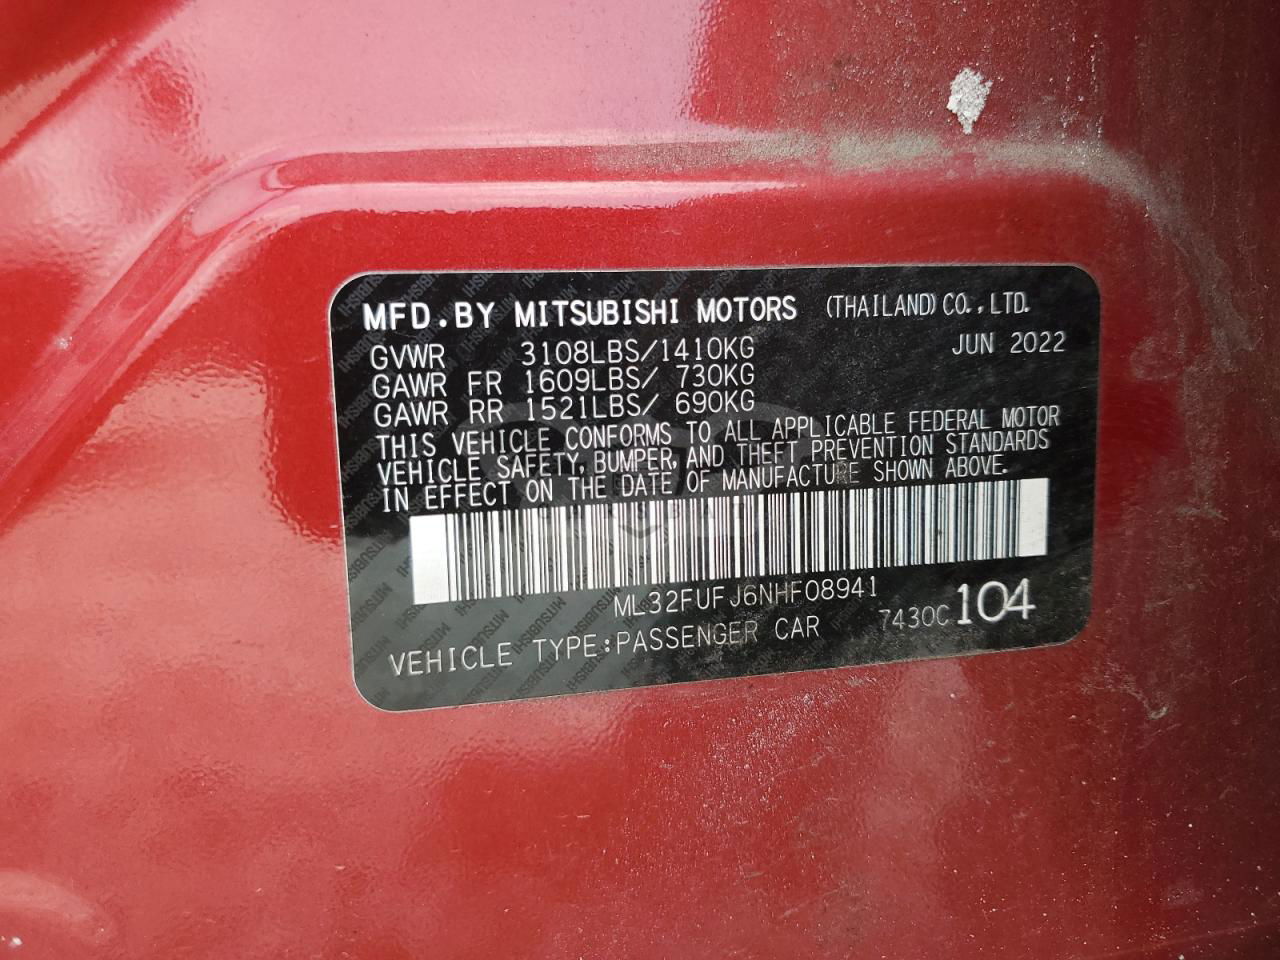 MFD.BY MITSUBISHI MOTORS (THAILAND)CO.,LTD.
GVWR 3108LBS/1410KG JUN 2022
GAWR FR 1609LBS/ 730KG
GAWR RR 1521LBS/ 690KG
THIS VEHICLE CONFORMS TO ALL APPLICABLE FEDERAL MOTOR
VEHICLE SAFETY, BUMPER, AND THEFT PREVENTION STANDARDS
IN EFFECT ON THE DATE OF MANUFACTURE SHOWN ABOVE.
ML32FUFJ6NHF08941
VEHICLE TYPE:PASSENGER CAR 7430C 104